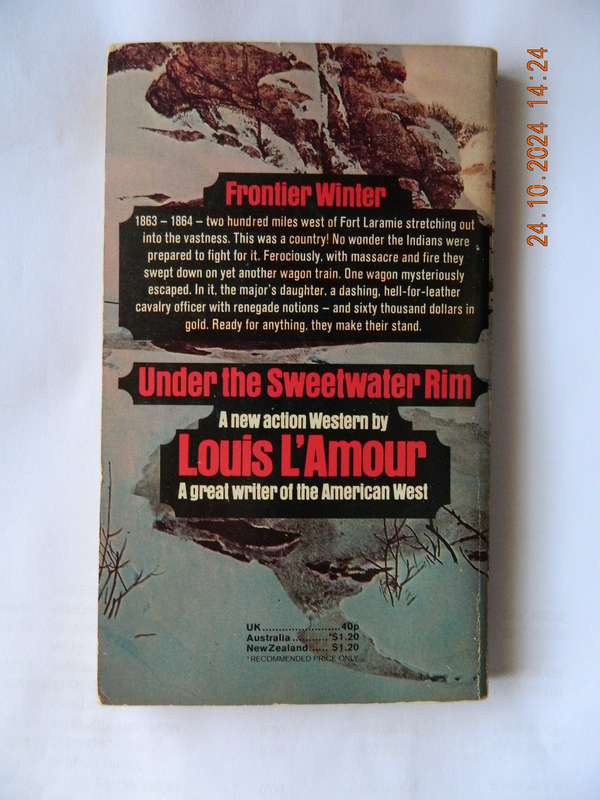 Frontier Winter
1863 – 1864 – two hundred miles west of Fort Laramie stretching out
into the vastness. This was a country! No wonder the Indians were
prepared to fight for it. Ferociously, with massacre and fire they
swept down on yet another wagon train. One wagon mysteriously
escaped. In it, the major's daughter, a dashing, hell-for-leather
cavalry officer with renegade notions – and sixty thousand dollars in
gold. Ready for anything, they make their stand.
Under the Sweetwater Rim
A new action Western by
Louis L'Amour
A great writer of the American West
UK........................40p
Australia ...........*$1.20
New Zealand...... $1.20
*RECOMMENDED PRICE ONLY
24.10.2024 14:24